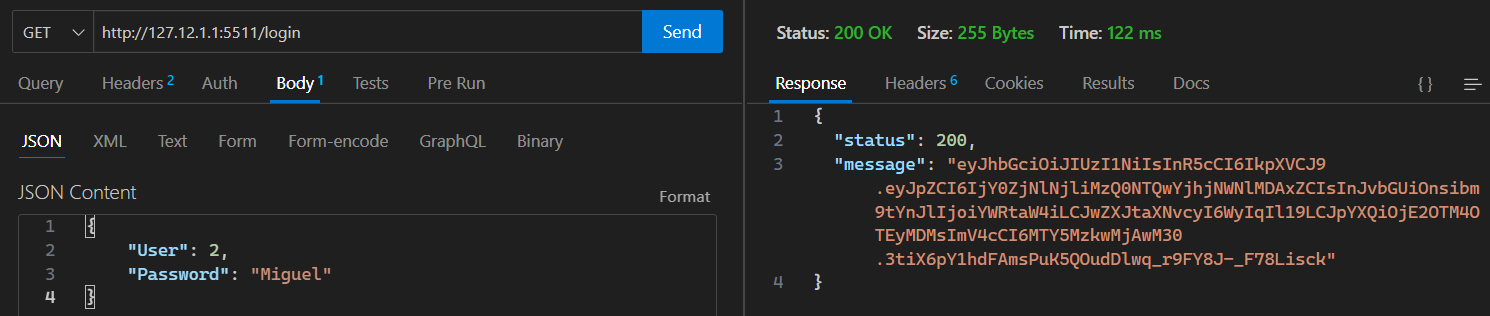 GET http://127.12.1.1:5511/login Send
Query Headers 2 Auth Body 1 Tests Pre Run
JSON XML Text Form Form-encode GraphQL Binary
JSON Content Format
1 {
2 "User": 2,
3 "Password": "Miguel"
4 }
Status: 200 OK Size: 255 Bytes Time: 122 ms
Response Headers 6 Cookies Results Docs {}
1 {
2 "status": 200,
3 "message": "eyJhbGciOiJIUzI1NiIsInR5cCI6IkpXVCJ9
.eyJpZCI6IjY0ZjNlNjliMzQ0NTQwYjhjNWNlMDAxZCIsInJvbGUiOnsibm
9tYnJlIjoiYWRtaW4iLCJwZXJtaXNvcyI6WyIqIl19LCJpYXQiOjE2OTM4O
TEyMDMsImV4cCI6MTY5MzkwMjAwM30
.3tiX6pY1hdFAmsPuK5QOudDlwq_r9FY8J-_F78Lisck"
4 }